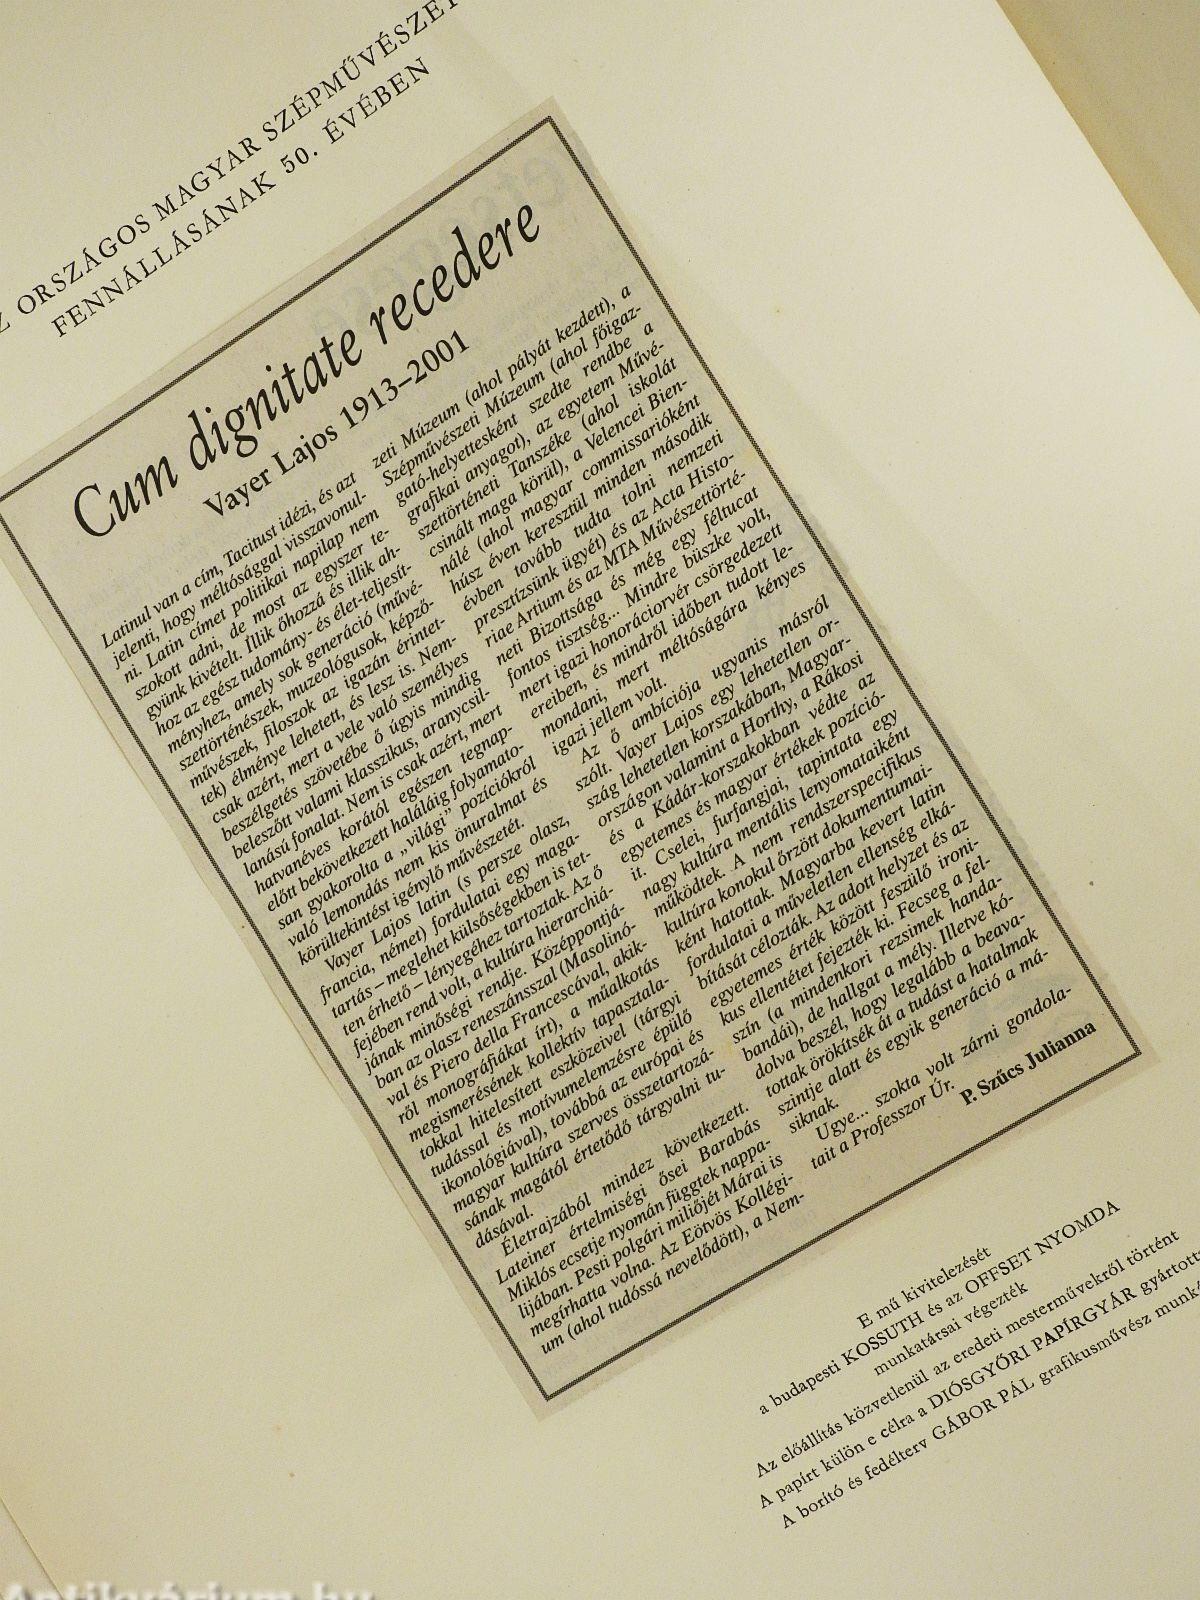 ORSZÁGOS MAGYAR SZÉPMŰVÉSZET
FENNÁLLÁSÁNAK 50. ÉVÉBEN
Cum dignitate recedere
Vayer Lajos 1913–2001
Latinul van a cím, Tacitust idézi, és azt
jelenti, hogy méltósággal visszavonul-
ni. Latin címet politikai napilap nem
szokott adni, de most az egyszer te-
gyünk kivételt. Illik őhozzá és illik ah-
hoz az egész tudomány- és élet-teljesít-
ményhez, amely sok generáció (művé-
szettörténészek, muzeológusok, képző-
művészek, filoszok az igazán érintet-
tek) élménye lehetett, és lesz is. Nem-
csak azért, mert a vele való személyes
beszélgetés szövetébe ő úgyis mindig
beleszőtt valami klasszikus, aranycsil-
lanású fonalat. Nem is csak azért, mert
hatvanéves korától egészen tegnap-
előtt bekövetkezett haláláig folyamato-
san gyakorolta a „világi” pozíciókról
való lemondás nem kis önuralmat és
körültekintést igénylő művészetét.
Vayer Lajos latin (s persze olasz,
francia, német) fordulatai egy maga-
tartás – meglehet külsőségekben is tet-
ten érhető – lényegéhez tartoztak. Az ő
fejében rend volt, a kultúra hierarchiá-
jának minőségi rendje. Középpontjá-
ban az olasz reneszánsszal (Masolinó-
val és Piero della Francescával, akik-
ről monográfiákat írt), a műalkotás
megismerésének kollektív tapasztala-
tokkal hitelesített eszközeivel (tárgyi
tudással és motívumelemzésre épülő
ikonológiával), továbbá az európai és
magyar kultúra szerves összetartozá-
sának magától értetődő tárgyalni tu-
dásával.
Életrajzából mindez következett.
Lateiner értelmiségi ősei Barabás
Miklós ecsetje nyomán függtek nappa-
lijában. Pesti polgári miliőjét Márai is
megírhatta volna. Az Eötvös Kollégi-
um (ahol tudóssá nevelődött), a Nem-
zeti Múzeum (ahol pályát kezdett), a
Szépművészeti Múzeum (ahol főigaz-
gató-helyettesként szedte rendbe a
grafikai anyagot), az egyetem Művé-
szettörténeti Tanszéke (ahol iskolát
csinált maga körül), a Velencei Bien-
nálé (ahol magyar commissarióként
húsz éven keresztül minden második
évben tovább tudta tolni nemzeti
presztízsünk ügyét) és az Acta Histo-
riae Artium és az MTA Művészettörté-
neti Bizottsága és még egy féltucat
fontos tisztség... Mindre büszke volt,
mert igazi honoráciorvér csörgedezett
ereiben, és mindről időben tudott le-
mondani, mert méltóságára kényes
igazi jellem volt.
Az ő ambíciója ugyanis másról
szólt. Vayer Lajos egy lehetetlen or-
szág lehetetlen korszakában, Magyar-
országon valamint a Horthy, a Rákosi
és a Kádár-korszakokban védte az
egyetemes és magyar értékek pozíció-
it. Cselei, furfangjai, tapintata egy
nagy kultúra mentális lenyomataiként
működtek. A nem rendszerspecifikus
kultúra konokul őrzött dokumentumai-
ként hatottak. Magyarba kevert latin
fordulatai a műveletlen ellenség elká-
bítását célozták. Az adott helyzet és az
egyetemes érték között feszülő ironi-
kus ellentétet fejezték ki. Fecseg a fel-
szín (a mindenkori rezsimek handa-
bandái), de hallgat a mély. Illetve kó-
dolva beszél, hogy legalább a beava-
tottak örökítsék át a tudást a hatalmak
szintje alatt és egyik generáció a má-
siknak.
Ugye... szokta volt zárni gondola-
tait a Professzor Úr.
P. Szűcs Julianna
E mű kivitelezését
a budapesti KOSSUTH és az OFFSET NYOMDA
munkatársai végezték
Az előállítás közvetlenül az eredeti mesterművekről történt
A papírt külön e célra a DIÓSGYŐRI PAPÍRGYÁR gyártotta
A borító és fedélterv GÁBOR PÁL grafikusművész munká
Antikvárium.hu